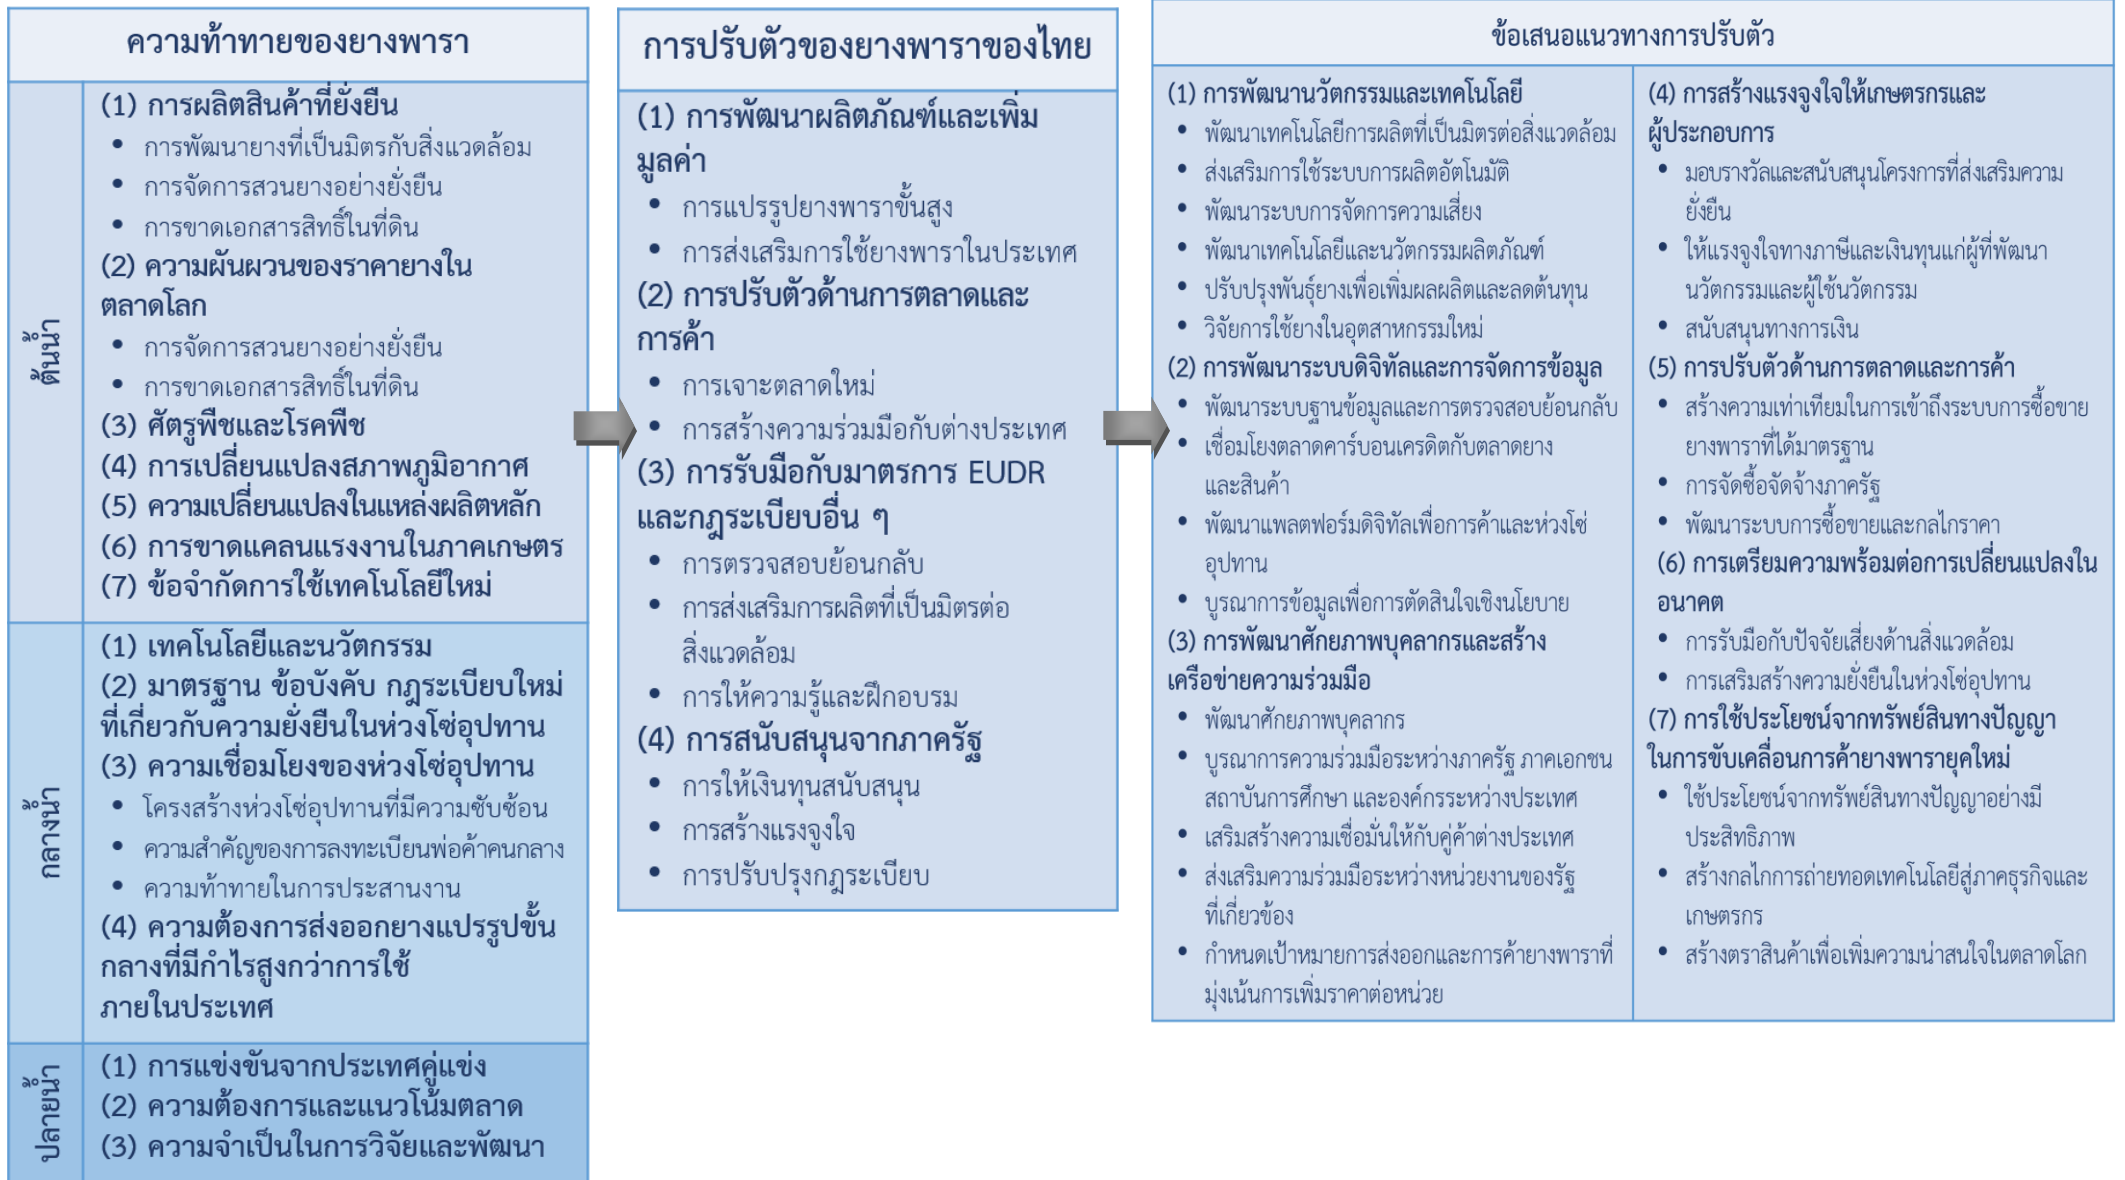 ความท้าทายของยางพารา
ต้นน้ำ
(1) การผลิตสินค้าที่ยั่งยืน
• การพัฒนายางที่เป็นมิตรกับสิ่งแวดล้อม
• การจัดการสวนยางอย่างยั่งยืน
• การขาดเอกสารสิทธิ์ในที่ดิน
(2) ความผันผวนของราคายางใน
ตลาดโลก
• การจัดการสวนยางอย่างยั่งยืน
• การขาดเอกสารสิทธิ์ในที่ดิน
(3) ศัตรูพืชและโรคพืช
(4) การเปลี่ยนแปลงสภาพภูมิอากาศ
(5) ความเปลี่ยนแปลงในแหล่งผลิตหลัก
(6) การขาดแคลนแรงงานในภาคเกษตร
(7) ข้อจำกัดการใช้เทคโนโลยีใหม่
กลางน้ำ
(1) เทคโนโลยีและนวัตกรรม
(2) มาตรฐาน ข้อบังคับ กฎระเบียบใหม่
ที่เกี่ยวกับความยั่งยืนในห่วงโซ่อุปทาน
(3) ความเชื่อมโยงของห่วงโซ่อุปทาน
• โครงสร้างห่วงโซ่อุปทานที่มีความซับซ้อน
• ความสำคัญของการลงทะเบียนพ่อค้าคนกลาง
• ความท้าทายในการประสานงาน
(4) ความต้องการส่งออกยางแปรรูปขั้น
กลางที่มีกำไรสูงกว่าการใช้
ภายในประเทศ
ปลายน้ำ
(1) การแข่งขันจากประเทศคู่แข่ง
(2) ความต้องการและแนวโน้มตลาด
(3) ความจำเป็นในการวิจัยและพัฒนา
การปรับตัวของยางพาราของไทย
(1) การพัฒนาผลิตภัณฑ์และเพิ่ม
มูลค่า
• การแปรรูปยางพาราขั้นสูง
• การส่งเสริมการใช้ยางพาราในประเทศ
(2) การปรับตัวด้านการตลาดและ
การค้า
• การเจาะตลาดใหม่
• การสร้างความร่วมมือกับต่างประเทศ
(3) การรับมือกับมาตรการ EUDR
และกฎระเบียบอื่น ๆ
• การตรวจสอบย้อนกลับ
• การส่งเสริมการผลิตที่เป็นมิตรต่อ
สิ่งแวดล้อม
• การให้ความรู้และฝึกอบรม
(4) การสนับสนุนจากภาครัฐ
• การให้เงินทุนสนับสนุน
• การสร้างแรงจูงใจ
• การปรับปรุงกฎระเบียบ
ข้อเสนอแนวทางการปรับตัว
(1) การพัฒนานวัตกรรมและเทคโนโลยี
• พัฒนาเทคโนโลยีการผลิตที่เป็นมิตรต่อสิ่งแวดล้อม
• ส่งเสริมการใช้ระบบการผลิตอัตโนมัติ
• พัฒนาระบบการจัดการความเสี่ยง
• พัฒนาเทคโนโลยีและนวัตกรรมผลิตภัณฑ์
• ปรับปรุงพันธุ์ยางเพื่อเพิ่มผลผลิตและลดต้นทุน
• วิจัยการใช้ยางในอุตสาหกรรมใหม่
(2) การพัฒนาระบบดิจิทัลและการจัดการข้อมูล
• พัฒนาระบบฐานข้อมูลและการตรวจสอบย้อนกลับ
• เชื่อมโยงตลาดคาร์บอนเครดิตกับตลาดยาง
และสินค้า
• พัฒนาแพลตฟอร์มดิจิทัลเพื่อการค้าและห่วงโซ่
อุปทาน
• บูรณาการข้อมูลเพื่อการตัดสินใจเชิงนโยบาย
(3) การพัฒนาศักยภาพบุคลากรและสร้าง
เครือข่ายความร่วมมือ
• พัฒนาศักยภาพบุคลากร
• บูรณาการความร่วมมือระหว่างภาครัฐ ภาคเอกชน
สถาบันการศึกษา และองค์กรระหว่างประเทศ
• เสริมสร้างความเชื่อมั่นให้กับคู่ค้าต่างประเทศ
• ส่งเสริมความร่วมมือระหว่างหน่วยงานของรัฐ
ที่เกี่ยวข้อง
• กำหนดเป้าหมายการส่งออกและการค้ายางพาราที่
มุ่งเน้นการเพิ่มราคาต่อหน่วย
(4) การสร้างแรงจูงใจให้เกษตรกรและ
ผู้ประกอบการ
• มอบรางวัลและสนับสนุนโครงการที่ส่งเสริมความ
ยั่งยืน
• ให้แรงจูงใจทางภาษีและเงินทุนแก่ผู้ที่พัฒนา
นวัตกรรมและผู้ใช้นวัตกรรม
• สนับสนุนทางการเงิน
(5) การปรับตัวด้านการตลาดและการค้า
• สร้างความเท่าเทียมในการเข้าถึงระบบการซื้อขาย
ยางพาราที่ได้มาตรฐาน
• การจัดซื้อจัดจ้างภาครัฐ
• พัฒนาระบบการซื้อขายและกลไกราคา
(6) การเตรียมความพร้อมต่อการเปลี่ยนแปลงใน
อนาคต
• การรับมือกับปัจจัยเสี่ยงด้านสิ่งแวดล้อม
• การเสริมสร้างความยั่งยืนในห่วงโซ่อุปทาน
(7) การใช้ประโยชน์จากทรัพย์สินทางปัญญา
ในการขับเคลื่อนการค้ายางพารายุคใหม่
• ใช้ประโยชน์จากทรัพย์สินทางปัญญาอย่างมี
ประสิทธิภาพ
• สร้างกลไกการถ่ายทอดเทคโนโลยีสู่ภาคธุรกิจและ
เกษตรกร
• สร้างตราสินค้าเพื่อเพิ่มความน่าสนใจในตลาดโลก